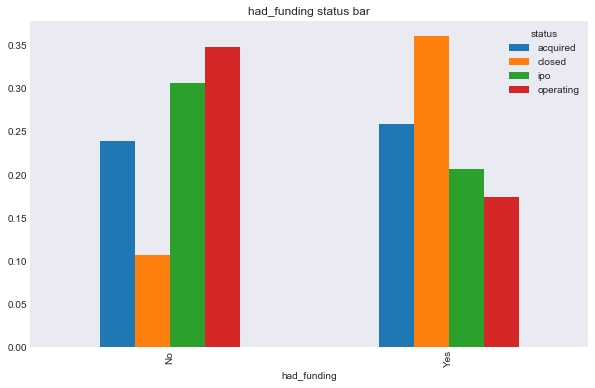 had_funding status bar
status
acquired
closed
ipo
operating
0.35
0.30
0.25
0.20
0.15
0.10
0.05
0.00
No
Yes
had_funding